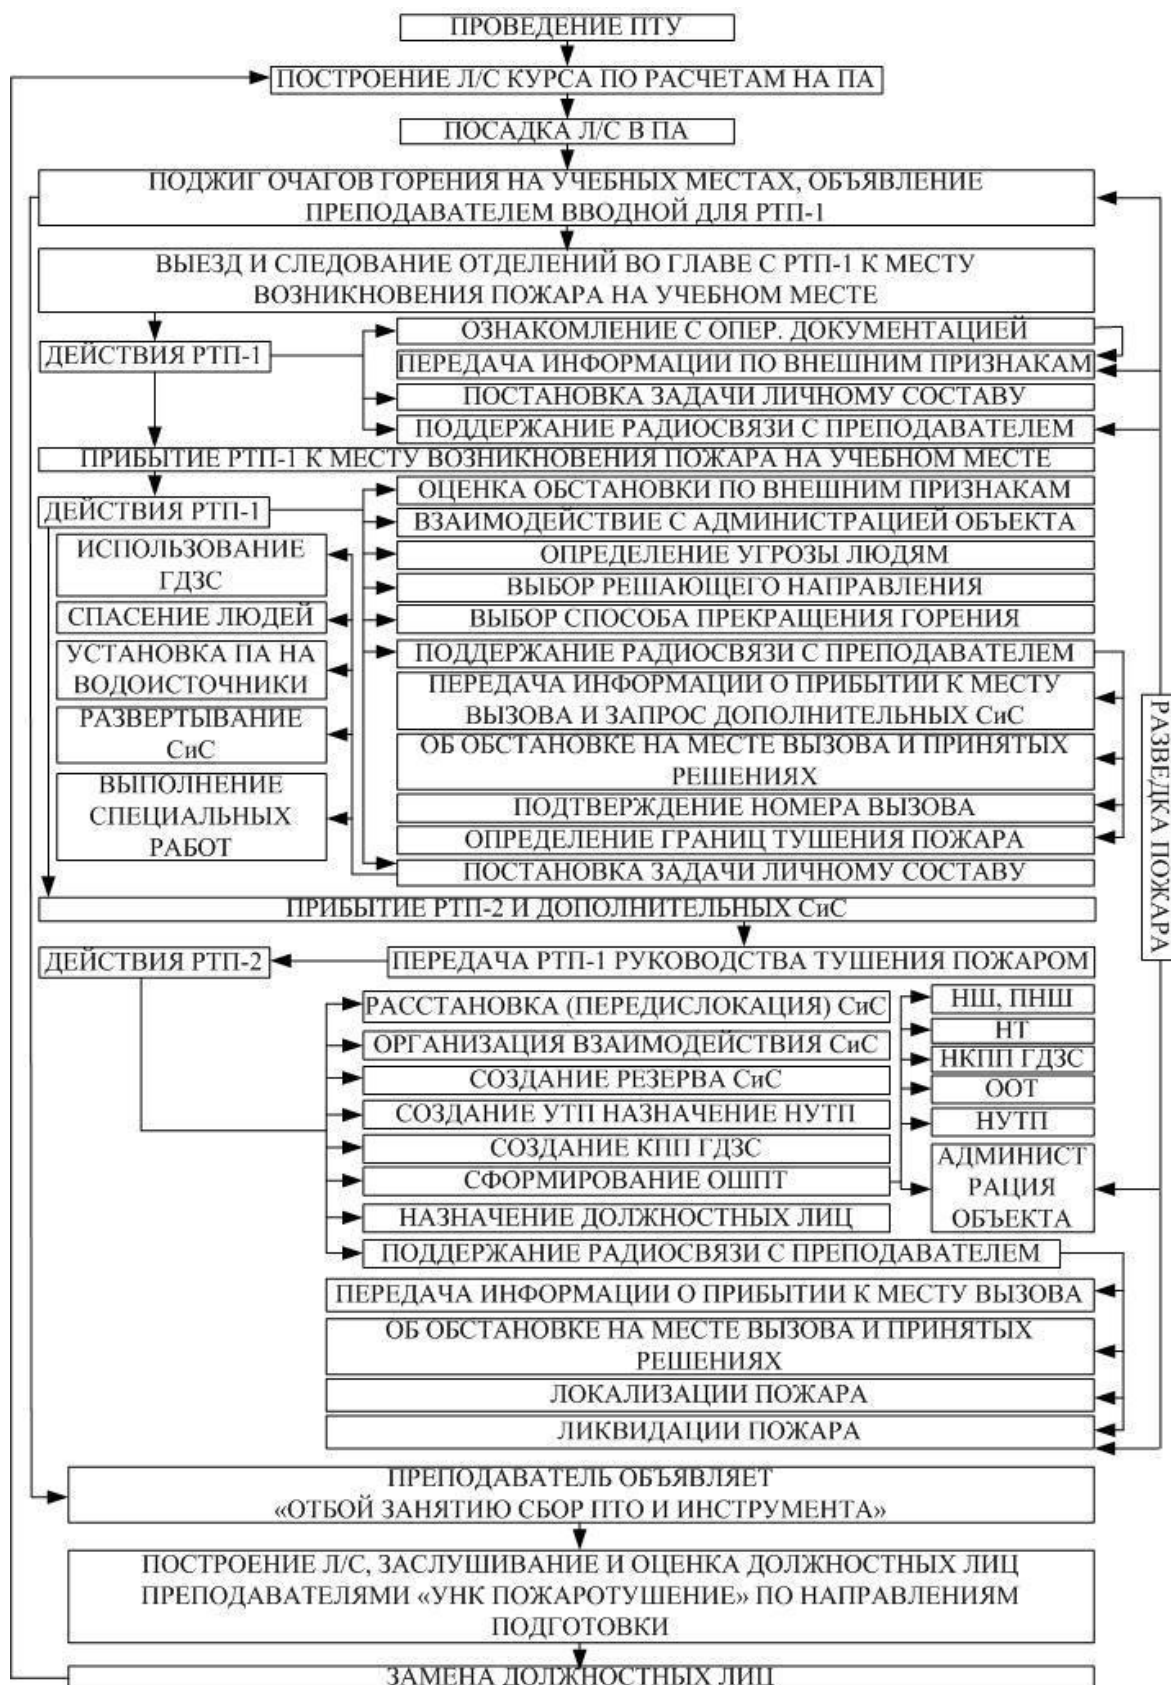 ПРОВЕДЕНИЕ ПТУ
ПОСТРОЕНИЕ Л/С КУРСА ПО РАСЧЕТАМ НА ПА
ПОСАДКА Л/С В ПА
ПОДЖИГ ОЧАГОВ ГОРЕНИЯ НА УЧЕБНЫХ МЕСТАХ, ОБЪЯВЛЕНИЕ
ПРЕПОДАВАТЕЛЕМ ВВОДНОЙ ДЛЯ РТП-1
ВЫЕЗД И СЛЕДОВАНИЕ ОТДЕЛЕНИЙ ВО ГЛАВЕ С РТП-1 К МЕСТУ
ВОЗНИКНОВЕНИЯ ПОЖАРА НА УЧЕБНОМ МЕСТЕ
ДЕЙСТВИЯ РТП-1
ОЗНАКОМЛЕНИЕ С ОПЕР. ДОКУМЕНТАЦИЕЙ
ПЕРЕДАЧА ИНФОРМАЦИИ ПО ВНЕШНИМ ПРИЗНАКАМ
ПОСТАНОВКА ЗАДАЧИ ЛИЧНОМУ СОСТАВУ
ПОДДЕРЖАНИЕ РАДИОСВЯЗИ С ПРЕПОДАВАТЕЛЕМ
ПРИБЫТИЕ РТП-1 К МЕСТУ ВОЗНИКНОВЕНИЯ ПОЖАРА НА УЧЕБНОМ МЕСТЕ
ДЕЙСТВИЯ РТП-1
ОЦЕНКА ОБСТАНОВКИ ПО ВНЕШНИМ ПРИЗНАКАМ
ВЗАИМОДЕЙСТВИЕ С АДМИНИСТРАЦИЕЙ ОБЪЕКТА
ОПРЕДЕЛЕНИЕ УГРОЗЫ ЛЮДЯМ
ВЫБОР РЕШАЮЩЕГО НАПРАВЛЕНИЯ
ВЫБОР СПОСОБА ПРЕКРАЩЕНИЯ ГОРЕНИЯ
ПОДДЕРЖАНИЕ РАДИОСВЯЗИ С ПРЕПОДАВАТЕЛЕМ
ПЕРЕДАЧА ИНФОРМАЦИИ О ПРИБЫТИИ К МЕСТУ
ВЫЗОВА И ЗАПРОС ДОПОЛНИТЕЛЬНЫХ СиС
ОБ ОБСТАНОВКЕ НА МЕСТЕ ВЫЗОВА И ПРИНЯТЫХ
РЕШЕНИЯХ
ПОДТВЕРЖДЕНИЕ НОМЕРА ВЫЗОВА
ОПРЕДЕЛЕНИЕ ГРАНИЦ ТУШЕНИЯ ПОЖАРА
ПОСТАНОВКА ЗАДАЧИ ЛИЧНОМУ СОСТАВУ
ИСПОЛЬЗОВАНИЕ
ГДЗС
СПАСЕНИЕ ЛЮДЕЙ
УСТАНОВКА ПА НА
ВОДОИСТОЧНИКИ
РАЗВЕРТЫВАНИЕ
СиС
ВЫПОЛНЕНИЕ
СПЕЦИАЛЬНЫХ
РАБОТ
РАЗВЕДКА ПОЖАРА
ПРИБЫТИЕ РТП-2 И ДОПОЛНИТЕЛЬНЫХ СиС
ДЕЙСТВИЯ РТП-2
ПЕРЕДАЧА РТП-1 РУКОВОДСТВА ТУШЕНИЯ ПОЖАРОМ
РАССТАНОВКА (ПЕРЕДИСЛОКАЦИЯ) СиС
ОРГАНИЗАЦИЯ ВЗАИМОДЕЙСТВИЯ СиС
СОЗДАНИЕ РЕЗЕРВА СиС
СОЗДАНИЕ УТП НАЗНАЧЕНИЕ НУТП
СОЗДАНИЕ КПП ГДЗС
СФОРМИРОВАНИЕ ОШПТ
НАЗНАЧЕНИЕ ДОЛЖНОСТНЫХ ЛИЦ
ПОДДЕРЖАНИЕ РАДИОСВЯЗИ С ПРЕПОДАВАТЕЛЕМ
НШ, ПНШ
НТ
НКПП ГДЗС
ООТ
НУТП
АДМИНИСТ
РАЦИЯ
ОБЪЕКТА
ПЕРЕДАЧА ИНФОРМАЦИИ О ПРИБЫТИИ К МЕСТУ ВЫЗОВА
ОБ ОБСТАНОВКЕ НА МЕСТЕ ВЫЗОВА И ПРИНЯТЫХ
РЕШЕНИЯХ
ЛОКАЛИЗАЦИИ ПОЖАРА
ЛИКВИДАЦИИ ПОЖАРА
ПРЕПОДАВАТЕЛЬ ОБЪЯВЛЯЕТ
«ОТБОЙ ЗАНЯТИЮ СБОР ПТО И ИНСТРУМЕНТА»
ПОСТРОЕНИЕ Л/С, ЗАСЛУШИВАНИЕ И ОЦЕНКА ДОЛЖНОСТНЫХ ЛИЦ
ПРЕПОДАВАТЕЛЯМИ «УНК ПОЖАРОТУШЕНИЕ» ПО НАПРАВЛЕНИЯМ
ПОДГОТОВКИ
ЗАМЕНА ДОЛЖНОСТНЫХ ЛИЦ